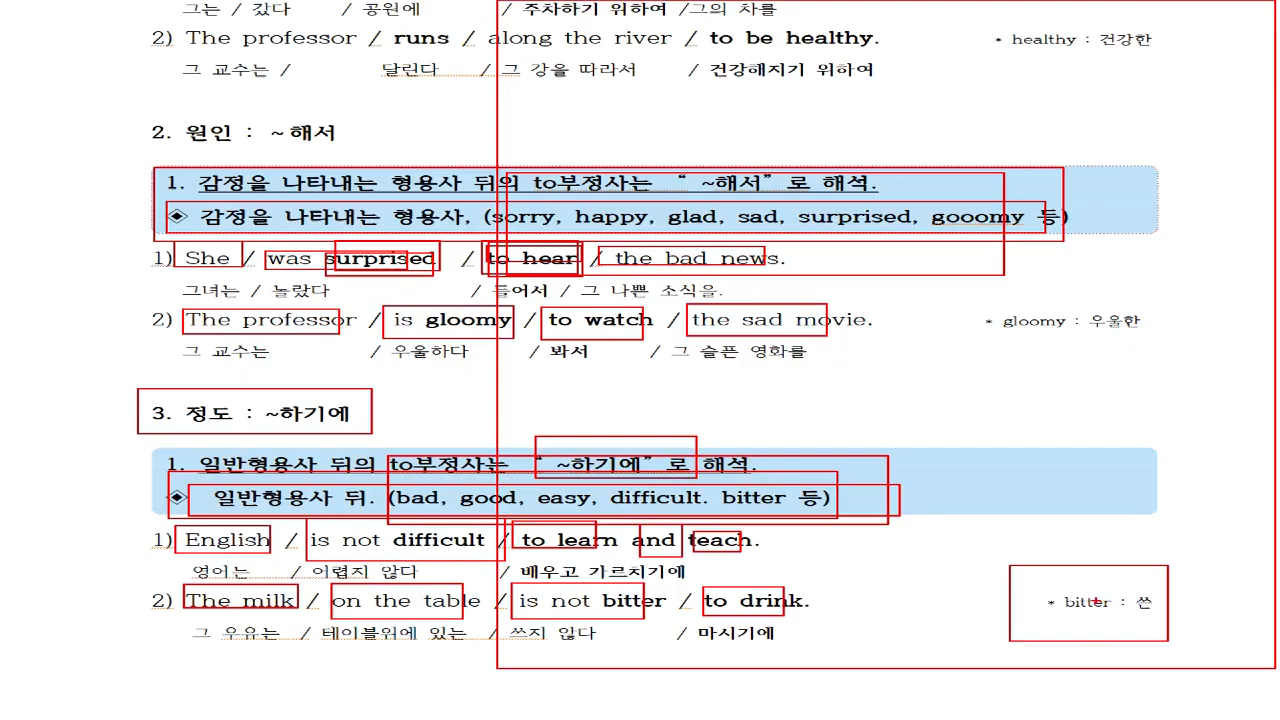 그는 / 갔다 / 공원에 / 주차하기 위하여 /그의 차를
2) The professor / runs / along the river / to be healthy. * healthy : 건강한
그 교수는 / 달린다 / 그 강을 따라서 / 건강해지기 위하여
2. 원인 : ~해서
1. 감정을 나타내는 형용사 뒤의 to부정사는 “ ~해서”로 해석.
◈ 감정을 나타내는 형용사, (sorry, happy, glad, sad, surprised, gooomy 등)
1) She / was surprised / to hear / the bad news.
그녀는 / 놀랐다 / 들어서 / 그 나쁜 소식을.
2) The professor / is gloomy / to watch / the sad movie. * gloomy : 우울한
그 교수는 / 우울하다 / 봐서 / 그 슬픈 영화를
3. 정도 : ~하기에
1. 일반형용사 뒤의 to부정사는 “ ~하기에”로 해석.
◈ 일반형용사 뒤. (bad, good, easy, difficult. bitter 등)
1) English / is not difficult / to learn and teach.
영어는 / 어렵지 않다 / 배우고 가르치기에
2) The milk / on the table / is not bitter / to drink. * bitter : 쓴
그 우유는 / 테이블위에 있는 / 쓰지 않다 / 마시기에